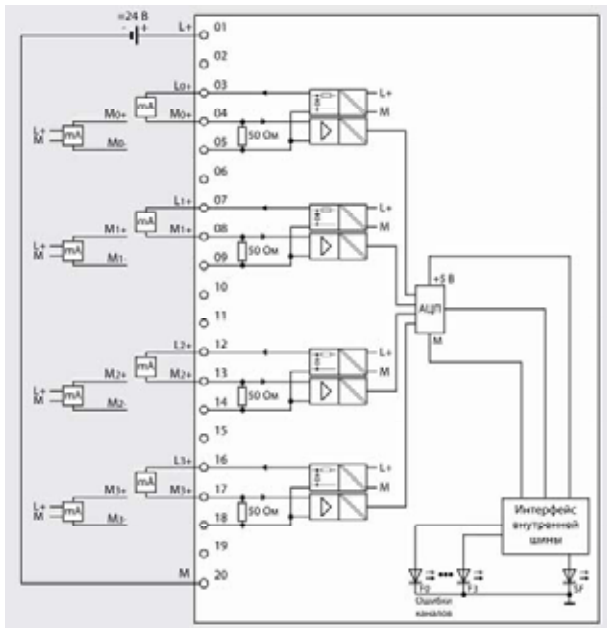 =24 В
- +
L+
01
02
L0+
03
L+
mA
M0+
M0+
04
M
L+
M
mA
50 Ом
M0-
05
06
L1+
07
L+
mA
M1+
M1+
08
M
L+
M
mA
50 Ом
M1-
09
10
+5 В
АЦП
11
M
L2+
12
L+
mA
M2+
M2+
13
M
L+
M
mA
50 Ом
M2-
14
15
L3+
16
L+
mA
M3+
M3+
17
M
L+
M
mA
50 Ом
M3-
18
Интерфейс
внутренней
шины
19
M
20
F0
F3
SF
Ошибки
каналов